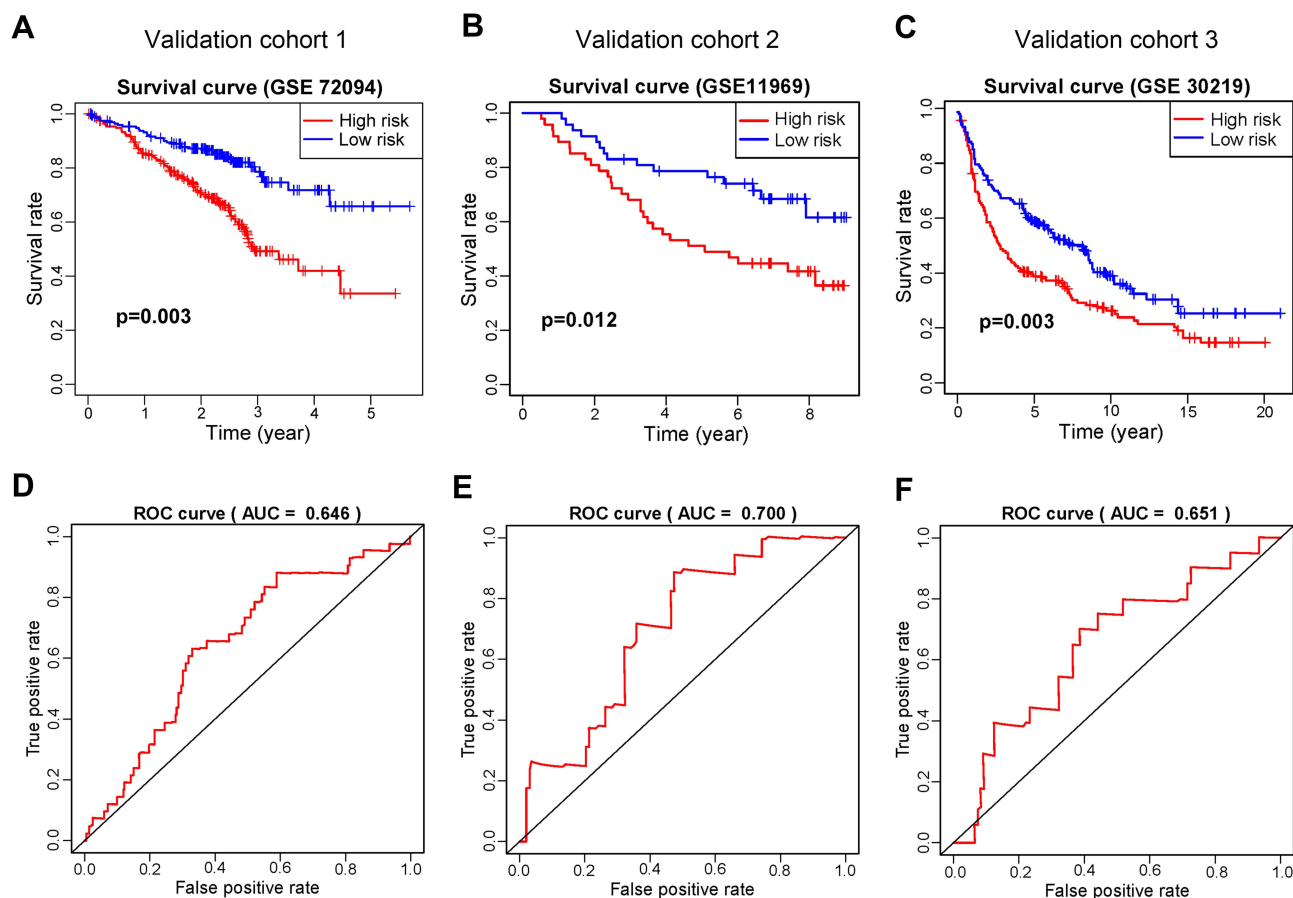 A
Validation cohort 1
B
Validation cohort 2
C
Validation cohort 3
Survival curve (GSE 72094)
Survival curve (GSE11969)
Survival curve (GSE 30219)
High risk
Low risk
High risk
Low risk
High risk
Low risk
Survival rate
0.0 0.2 0.4 0.6 0.8 1.0
p=0.003
0 1 2 3 4 5
Time (year)
Survival rate
0.0 0.2 0.4 0.6 0.8 1.0
p=0.012
0 2 4 6 8
Time (year)
Survival rate
0.0 0.2 0.4 0.6 0.8 1.0
p=0.003
0 5 10 15 20
Time (year)
D
E
F
ROC curve ( AUC = 0.646 )
ROC curve ( AUC = 0.700 )
ROC curve ( AUC = 0.651 )
True positive rate
0.0 0.2 0.4 0.6 0.8 1.0
0.0 0.2 0.4 0.6 0.8 1.0
False positive rate
True positive rate
0.0 0.2 0.4 0.6 0.8 1.0
0.0 0.2 0.4 0.6 0.8 1.0
False positive rate
True positive rate
0.0 0.2 0.4 0.6 0.8 1.0
0.0 0.2 0.4 0.6 0.8 1.0
False positive rate